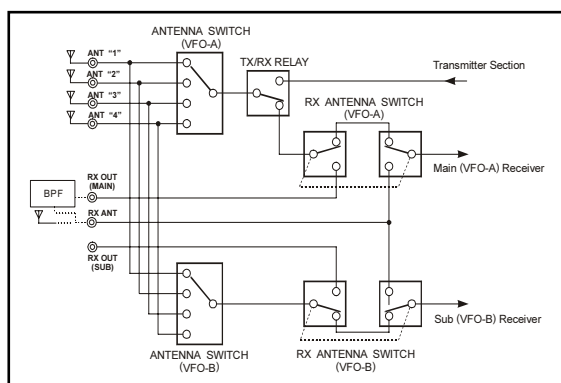 ANTENNA SWITCH
(VFO-A)
ANT “1”
ANT “2”
ANT “3”
ANT “4”
TX/RX RELAY
Transmitter Section
RX ANTENNA SWITCH
(VFO-A)
Main (VFO-A) Receiver
RX OUT
(MAIN)
BPF
RX ANT
RX OUT
(SUB)
Sub (VFO-B) Receiver
ANTENNA SWITCH
(VFO-B)
RX ANTENNA SWITCH
(VFO-B)